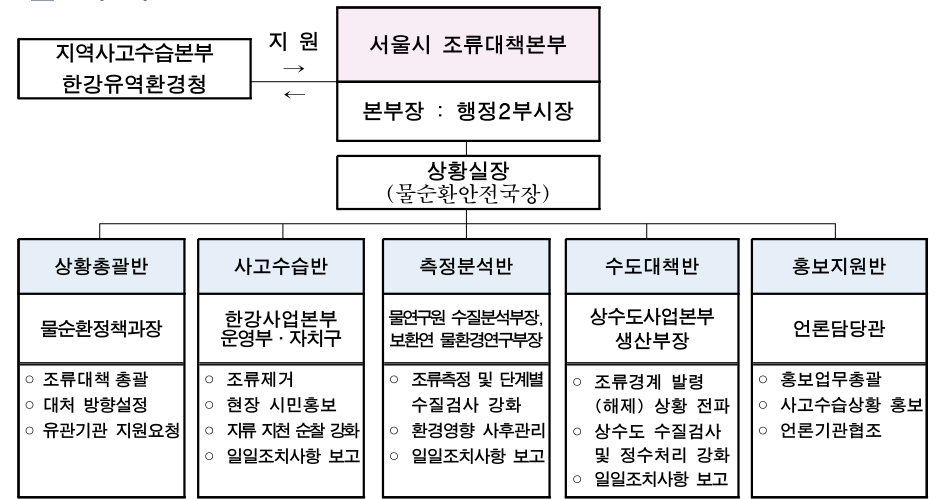 지 원
→
←
지역사고수습본부
한강유역환경청
서울시 조류대책본부
본부장 : 행정2부시장
상황실장
(물순환안전국장)
상황총괄반
물순환정책과장
○ 조류대책 총괄
○ 대처 방향설정
○ 유관기관 지원요청
사고수습반
한강사업본부
운영부·자치구
○ 조류제거
○ 현장 시민홍보
○ 지류 지천 순찰 강화
○ 일일조치사항 보고
측정분석반
물연구원 수질분석부장,
보환연 물환경연구부장
○ 조류측정 및 단계별
수질검사 강화
○ 환경영향 사후관리
○ 일일조치사항 보고
수도대책반
상수도사업본부
생산부장
○ 조류경계 발령
(해제) 상황 전파
○ 상수도 수질검사
및 정수처리 강화
○ 일일조치사항 보고
홍보지원반
언론담당관
○ 홍보업무총괄
○ 사고수습상황 홍보
○ 언론기관협조